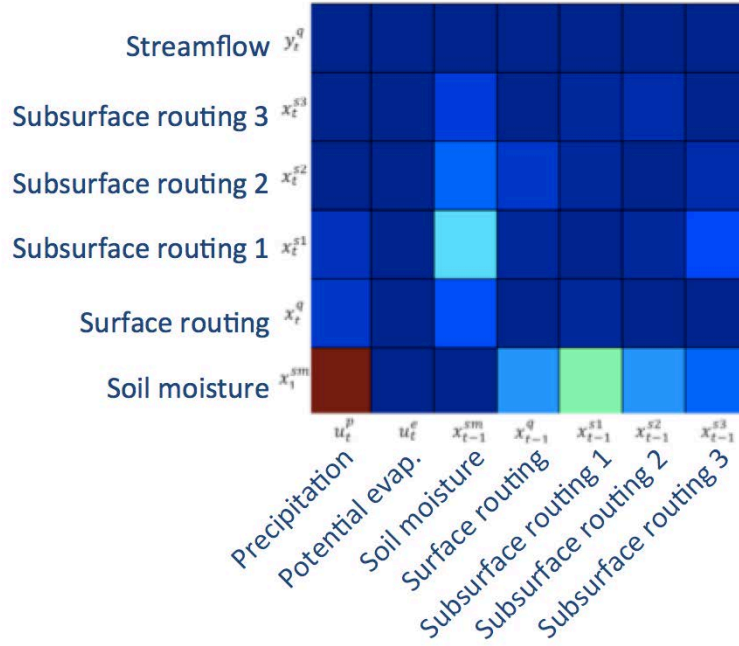 Streamflow y_t^q
Subsurface routing 3 x_t^{s3}
Subsurface routing 2 x_t^{s2}
Subsurface routing 1 x_t^{s1}
Surface routing x_t^q
Soil moisture x_1^{sm}
u_t^p u_t^e x_{t-1}^{sm} x_{t-1}^q x_{t-1}^{s1} x_{t-1}^{s2} x_{t-1}^{s3}
Precipitation
Potential evap.
Soil moisture
Surface routing
Subsurface routing 1
Subsurface routing 2
Subsurface routing 3